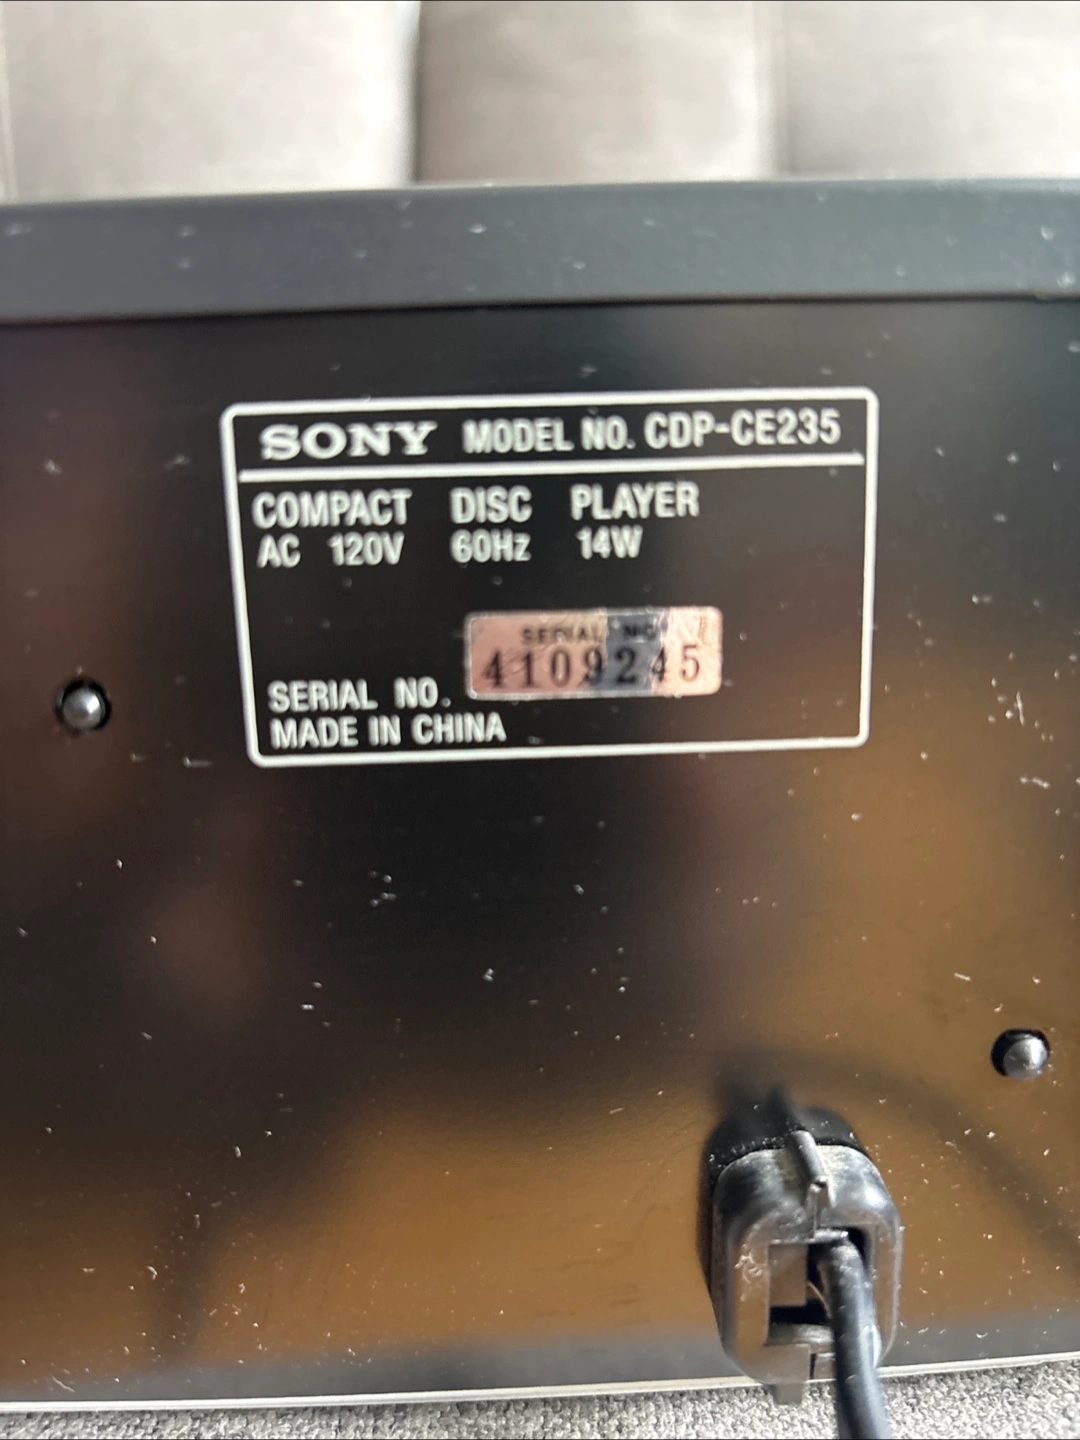 SONY MODEL NO. CDP-CE235
COMPACT DISC PLAYER
AC 120V 60Hz 14W
SERIAL NO.
4109245
SERIAL NO.
MADE IN CHINA